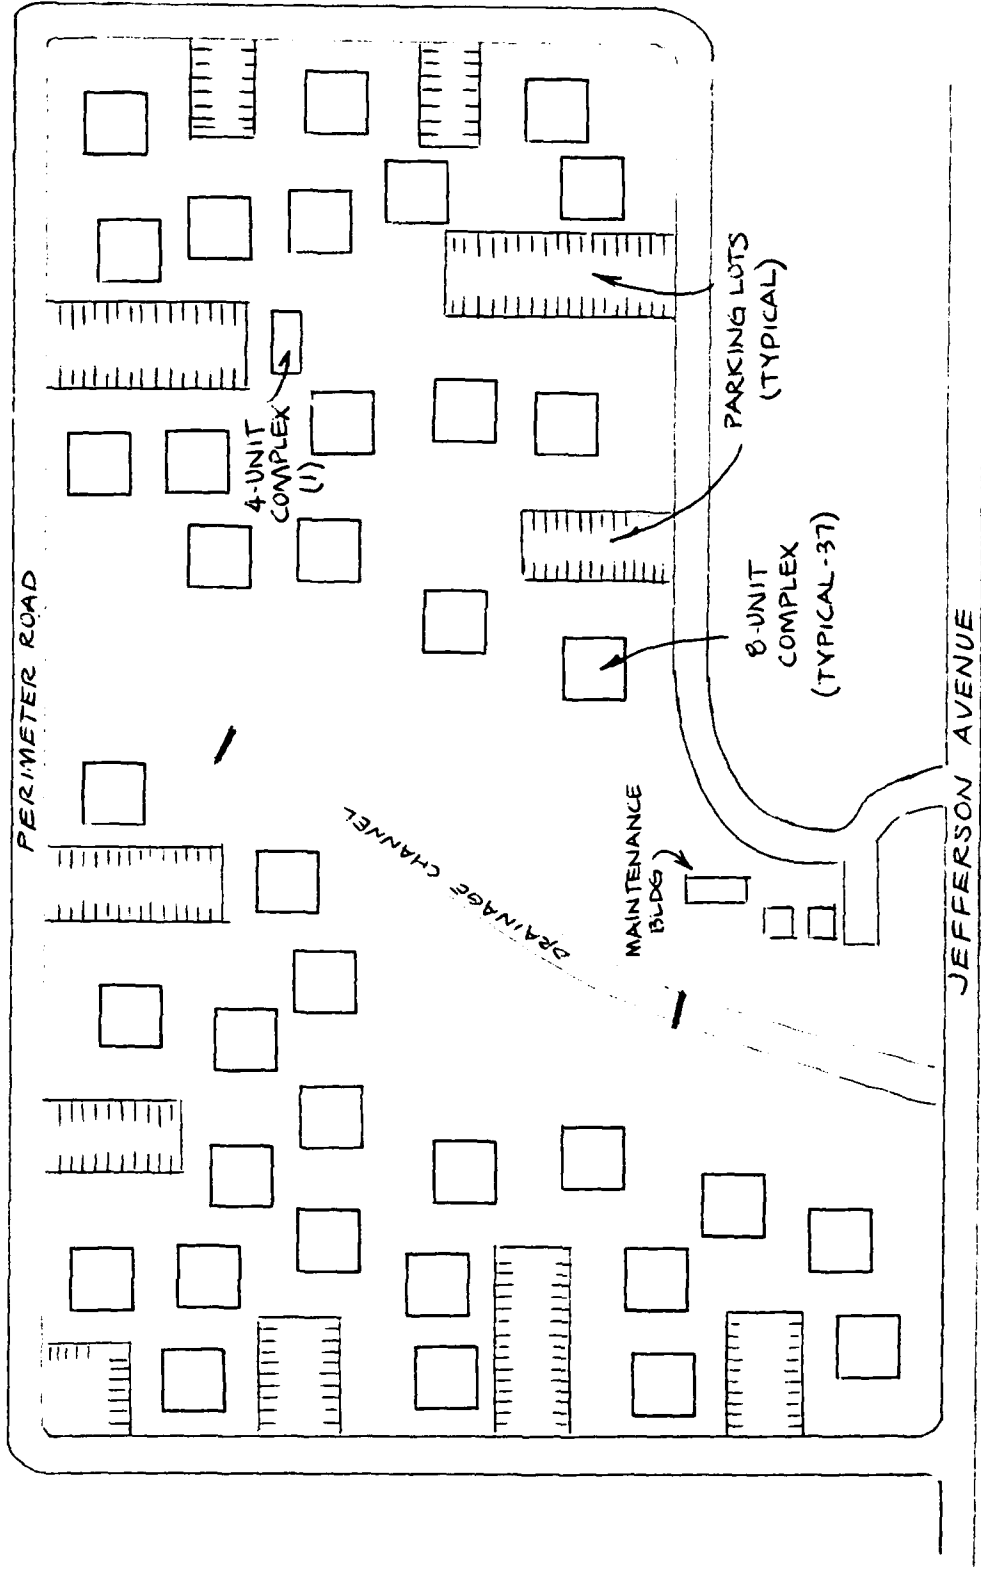 PERIMETER ROAD
4-UNIT
COMPLEX
(1)
PARKING LOTS
(TYPICAL)
8-UNIT
COMPLEX
(TYPICAL-37)
DRAINAGE CHANNEL
MAINTENANCE
BLDG
JEFFERSON AVENUE